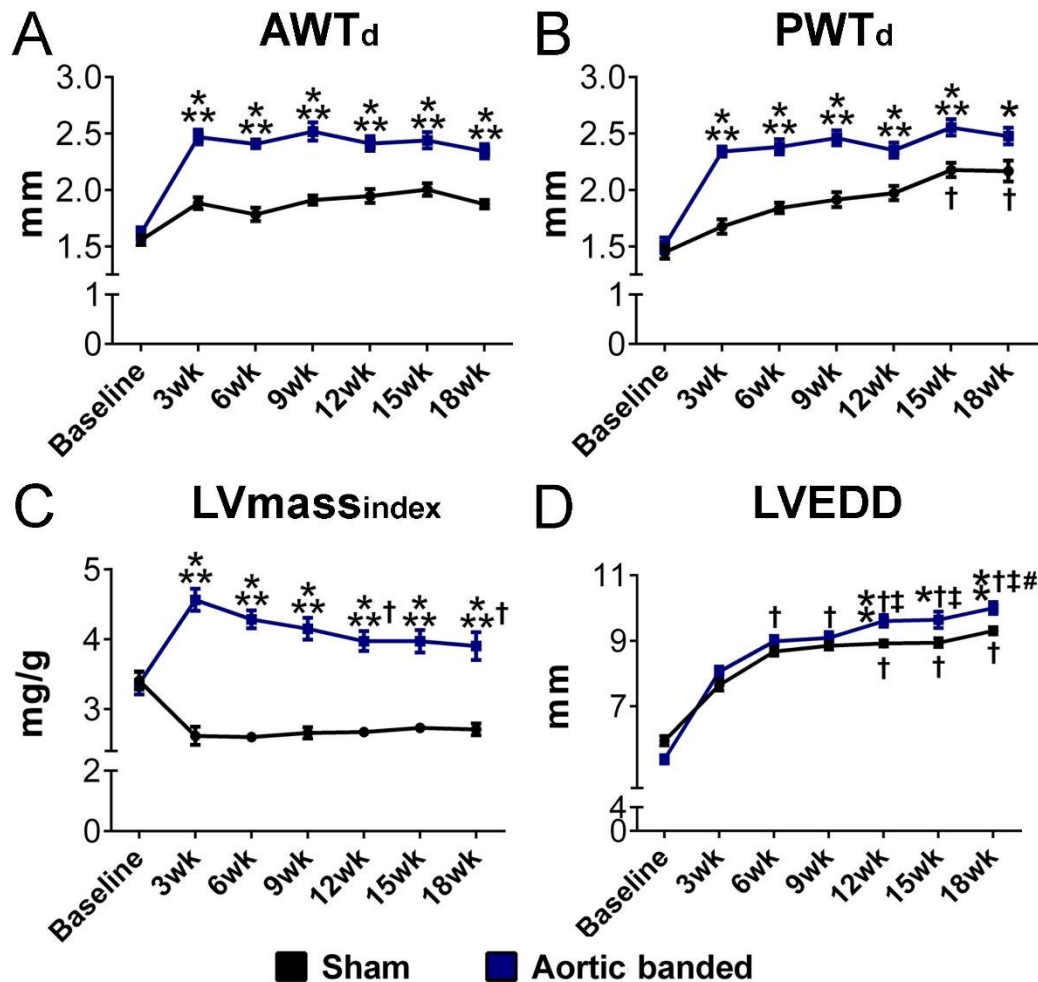 A
AWTd
mm
3.0
2.5
2.0
1.5
1
0
*
**
*
**
*
**
*
**
*
**
*
**
Baseline
3wk
6wk
9wk
12wk
15wk
18wk
B
PWTd
mm
3.0
2.5
2.0
1.5
1
0
*
**
*
**
*
**
*
**
*
**
*
†
†
Baseline
3wk
6wk
9wk
12wk
15wk
18wk
C
LVmassindex
mg/g
5
4
3
2
0
*
**
*
**
*
**
*
**†
*
**
*
**†
Baseline
3wk
6wk
9wk
12wk
15wk
18wk
D
LVEDD
mm
11
9
7
4
0
†
†
*†‡
*
*†‡
*†‡#
*
†
†
†
Baseline
3wk
6wk
9wk
12wk
15wk
18wk
Sham
Aortic banded